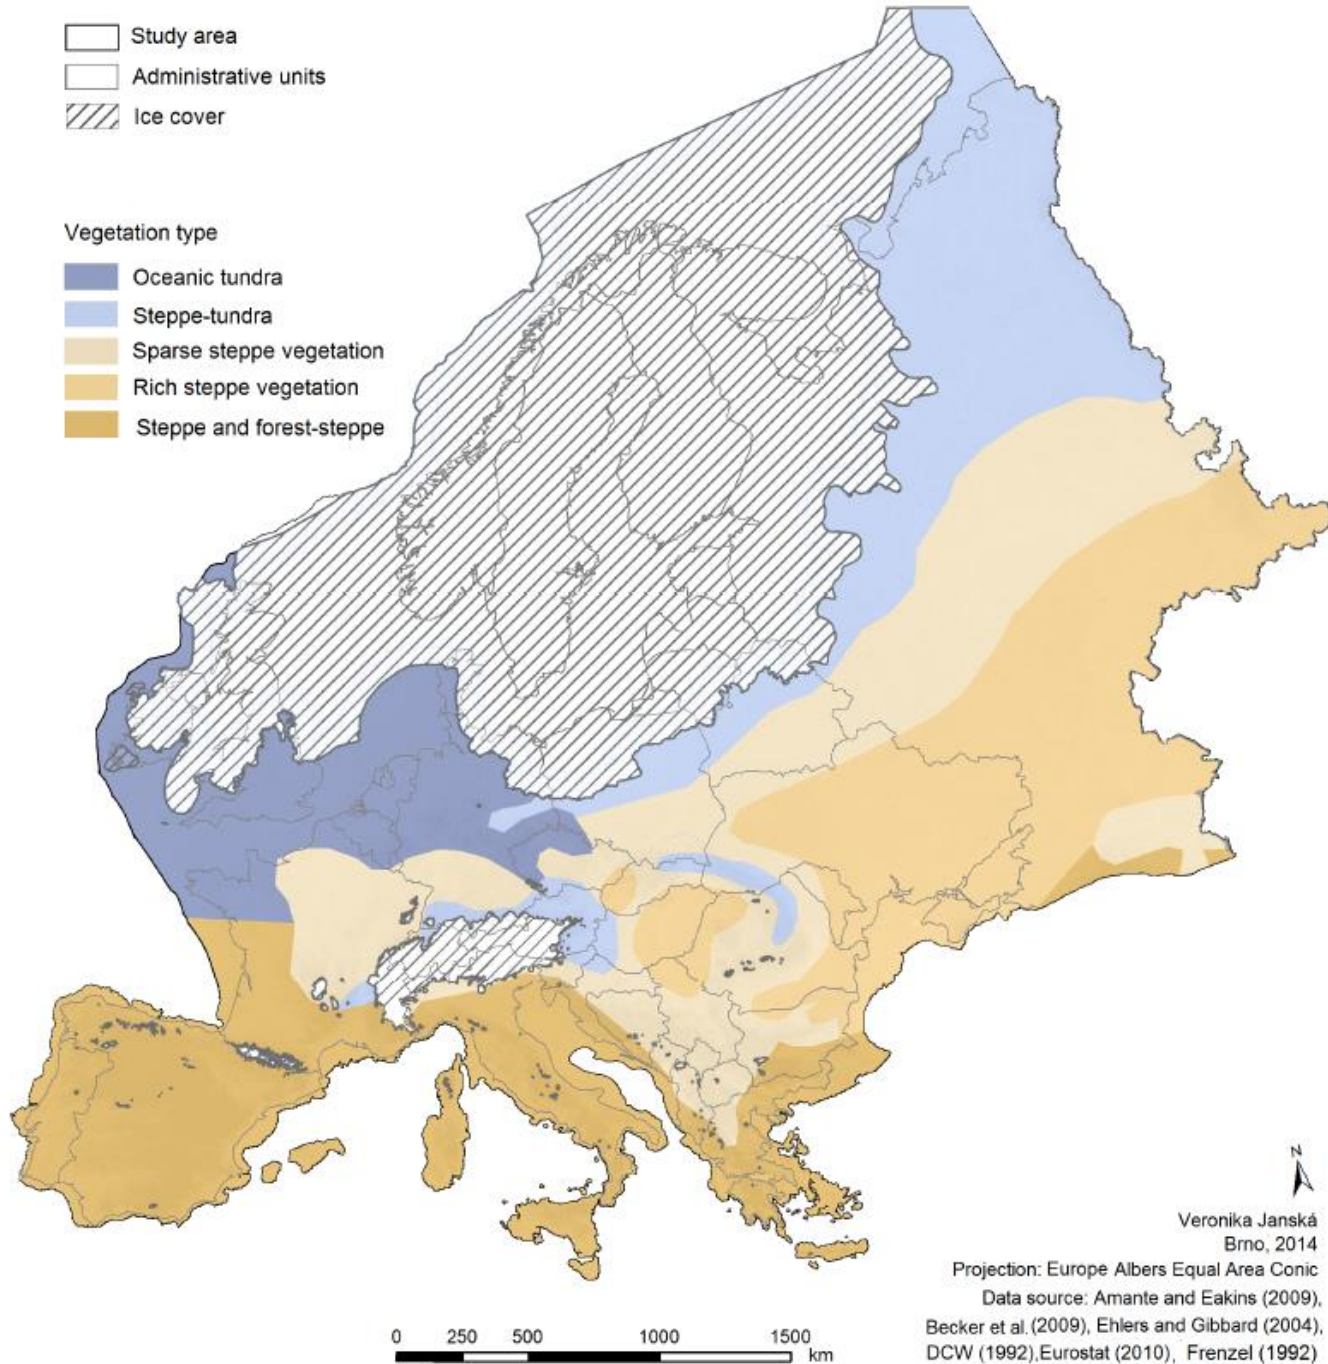 Study area
Administrative units
Ice cover
Vegetation type
Oceanic tundra
Steppe-tundra
Sparse steppe vegetation
Rich steppe vegetation
Steppe and forest-steppe
N
Veronika Janská
Brno, 2014
Projection: Europe Albers Equal Area Conic
Data source: Amante and Eakins (2009),
Becker et al. (2009), Ehlers and Gibbard (2004),
DCW (1992),Eurostat (2010), Frenzel (1992)
0 250 500 1000 1500
km